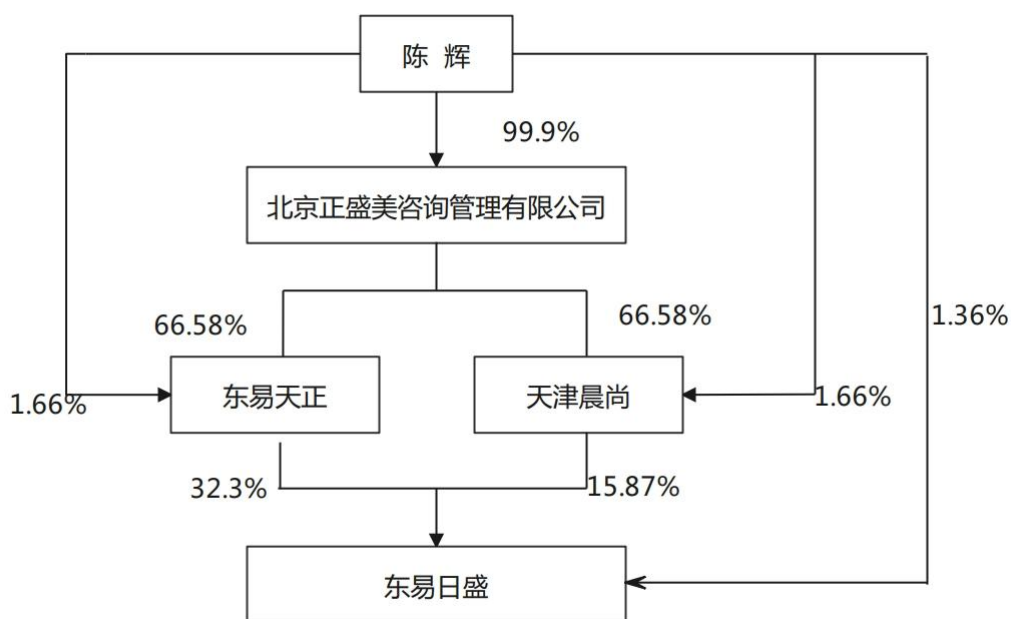 陈 辉
99.9%
北京正盛美咨询管理有限公司
66.58%
66.58%
1.36%
东易天正
天津晨尚
1.66%
1.66%
32.3%
15.87%
东易日盛